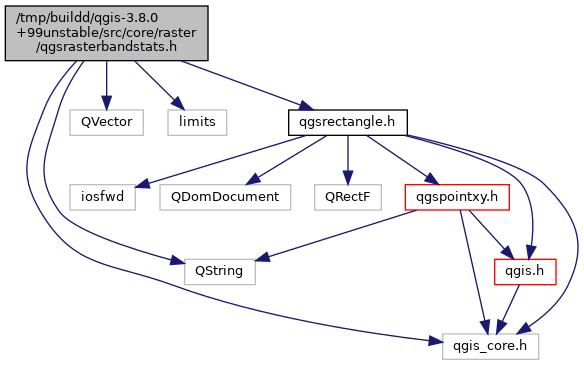 /tmp/buildd/qgis-3.8.0
+99unstable/src/core/raster
/qgsrasterbandstats.h
QVector
limits
qgsrectangle.h
iosfwd
QDomDocument
QRectF
qgspointxy.h
QString
qgis.h
qgis_core.h